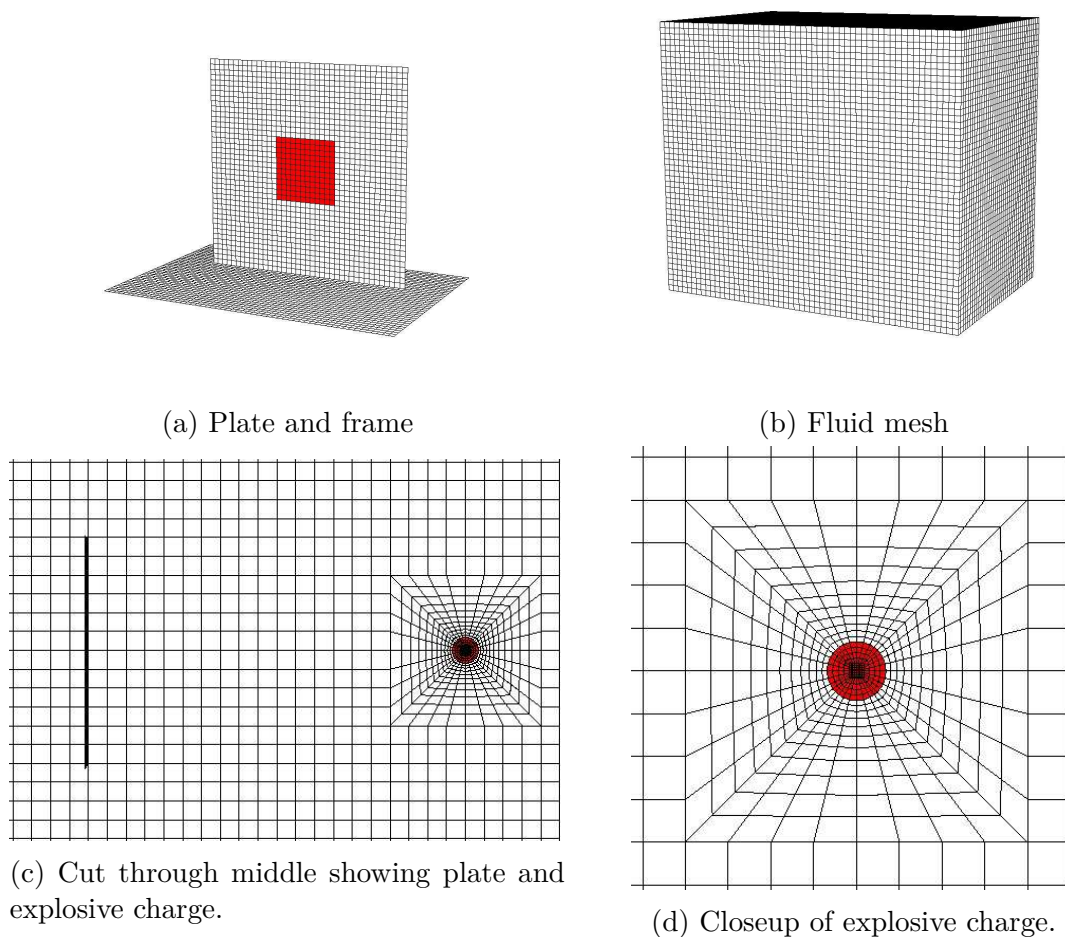 (a) Plate and frame
(b) Fluid mesh
(c) Cut through middle showing plate and
explosive charge.
(d) Closeup of explosive charge.